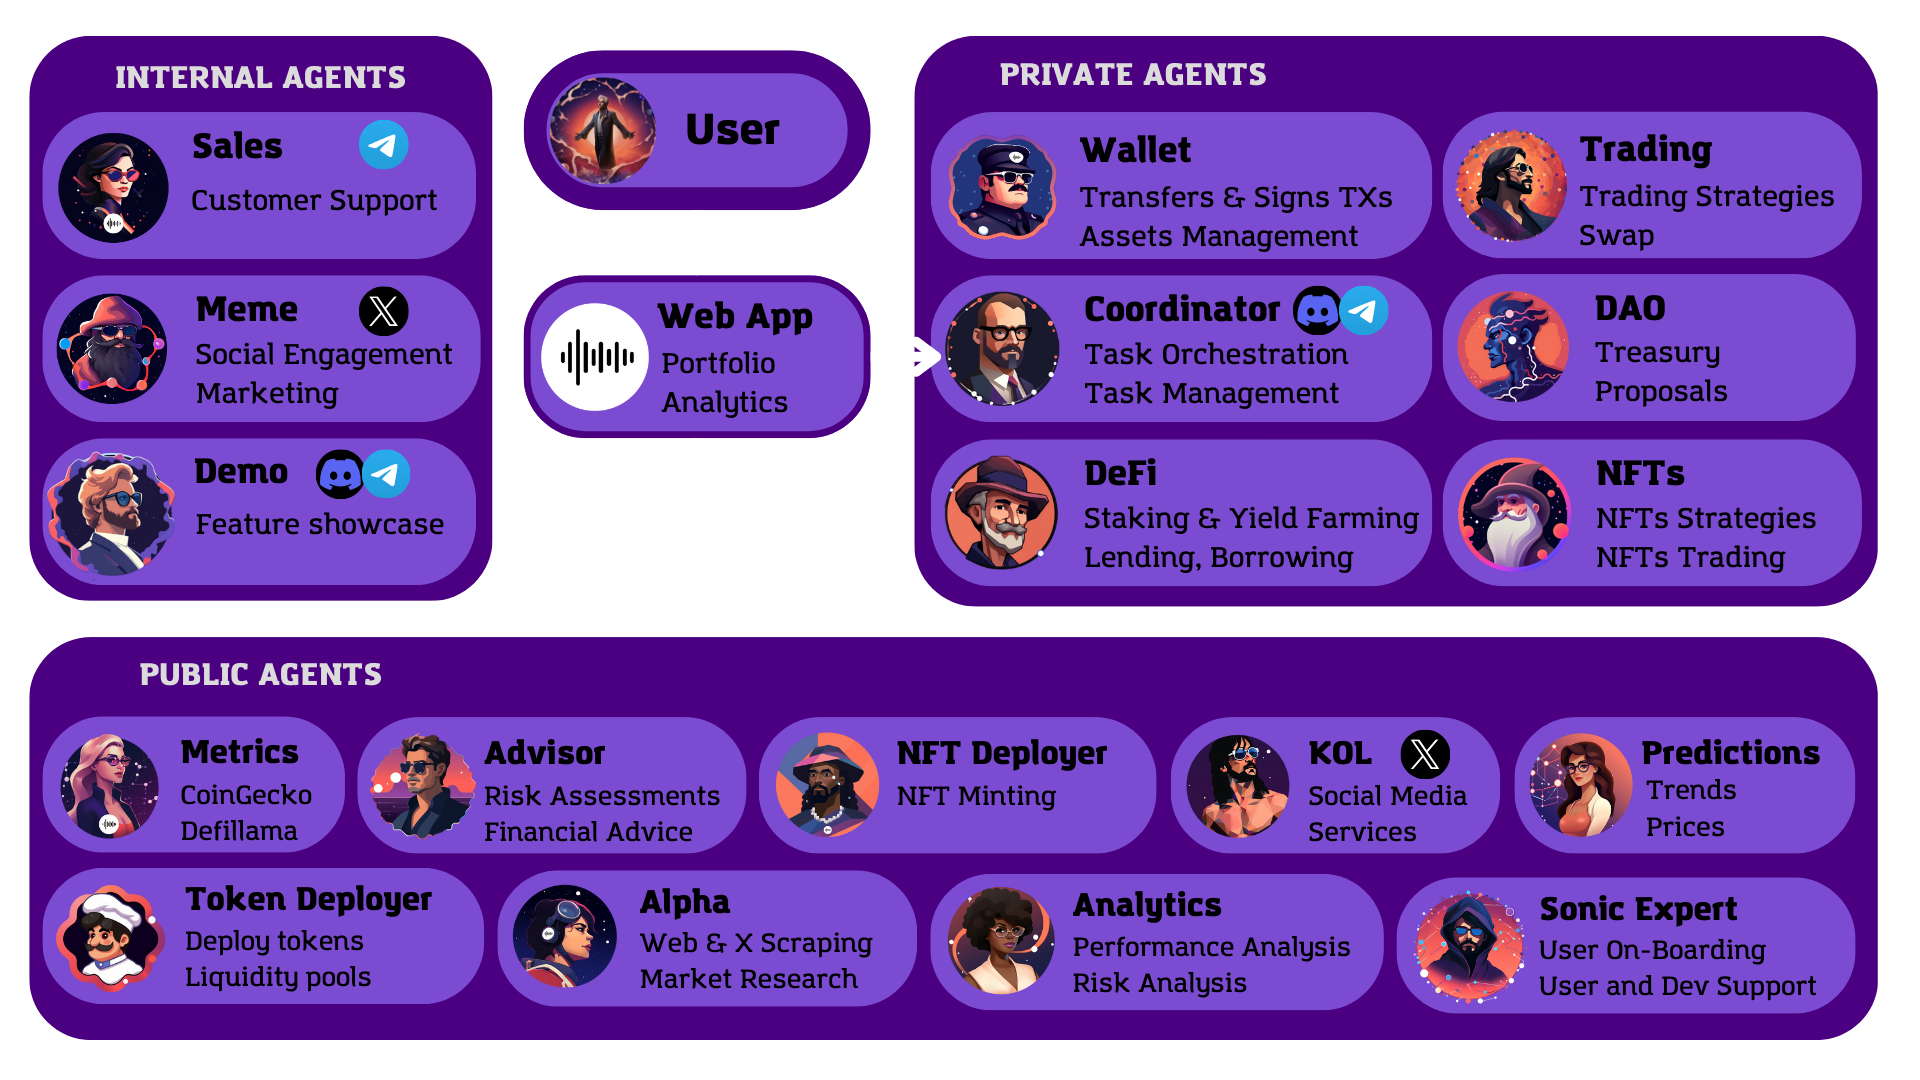 INTERNAL AGENTS
Sales
Customer Support
Meme
Social Engagement
Marketing
Demo
Feature showcase
User
Web App
Portfolio
Analytics
PRIVATE AGENTS
Wallet
Transfers & Signs TXs
Assets Management
Trading
Trading Strategies
Swap
Coordinator
Task Orchestration
Task Management
DAO
Treasury
Proposals
DeFi
Staking & Yield Farming
Lending, Borrowing
NFTs
NFTs Strategies
NFTs Trading
PUBLIC AGENTS
Metrics
CoinGecko
Defillama
Advisor
Risk Assessments
Financial Advice
NFT Deployer
NFT Minting
KOL
Social Media
Services
Predictions
Trends
Prices
Token Deployer
Deploy tokens
Liquidity pools
Alpha
Web & X Scraping
Market Research
Analytics
Performance Analysis
Risk Analysis
Sonic Expert
User On-Boarding
User and Dev Support